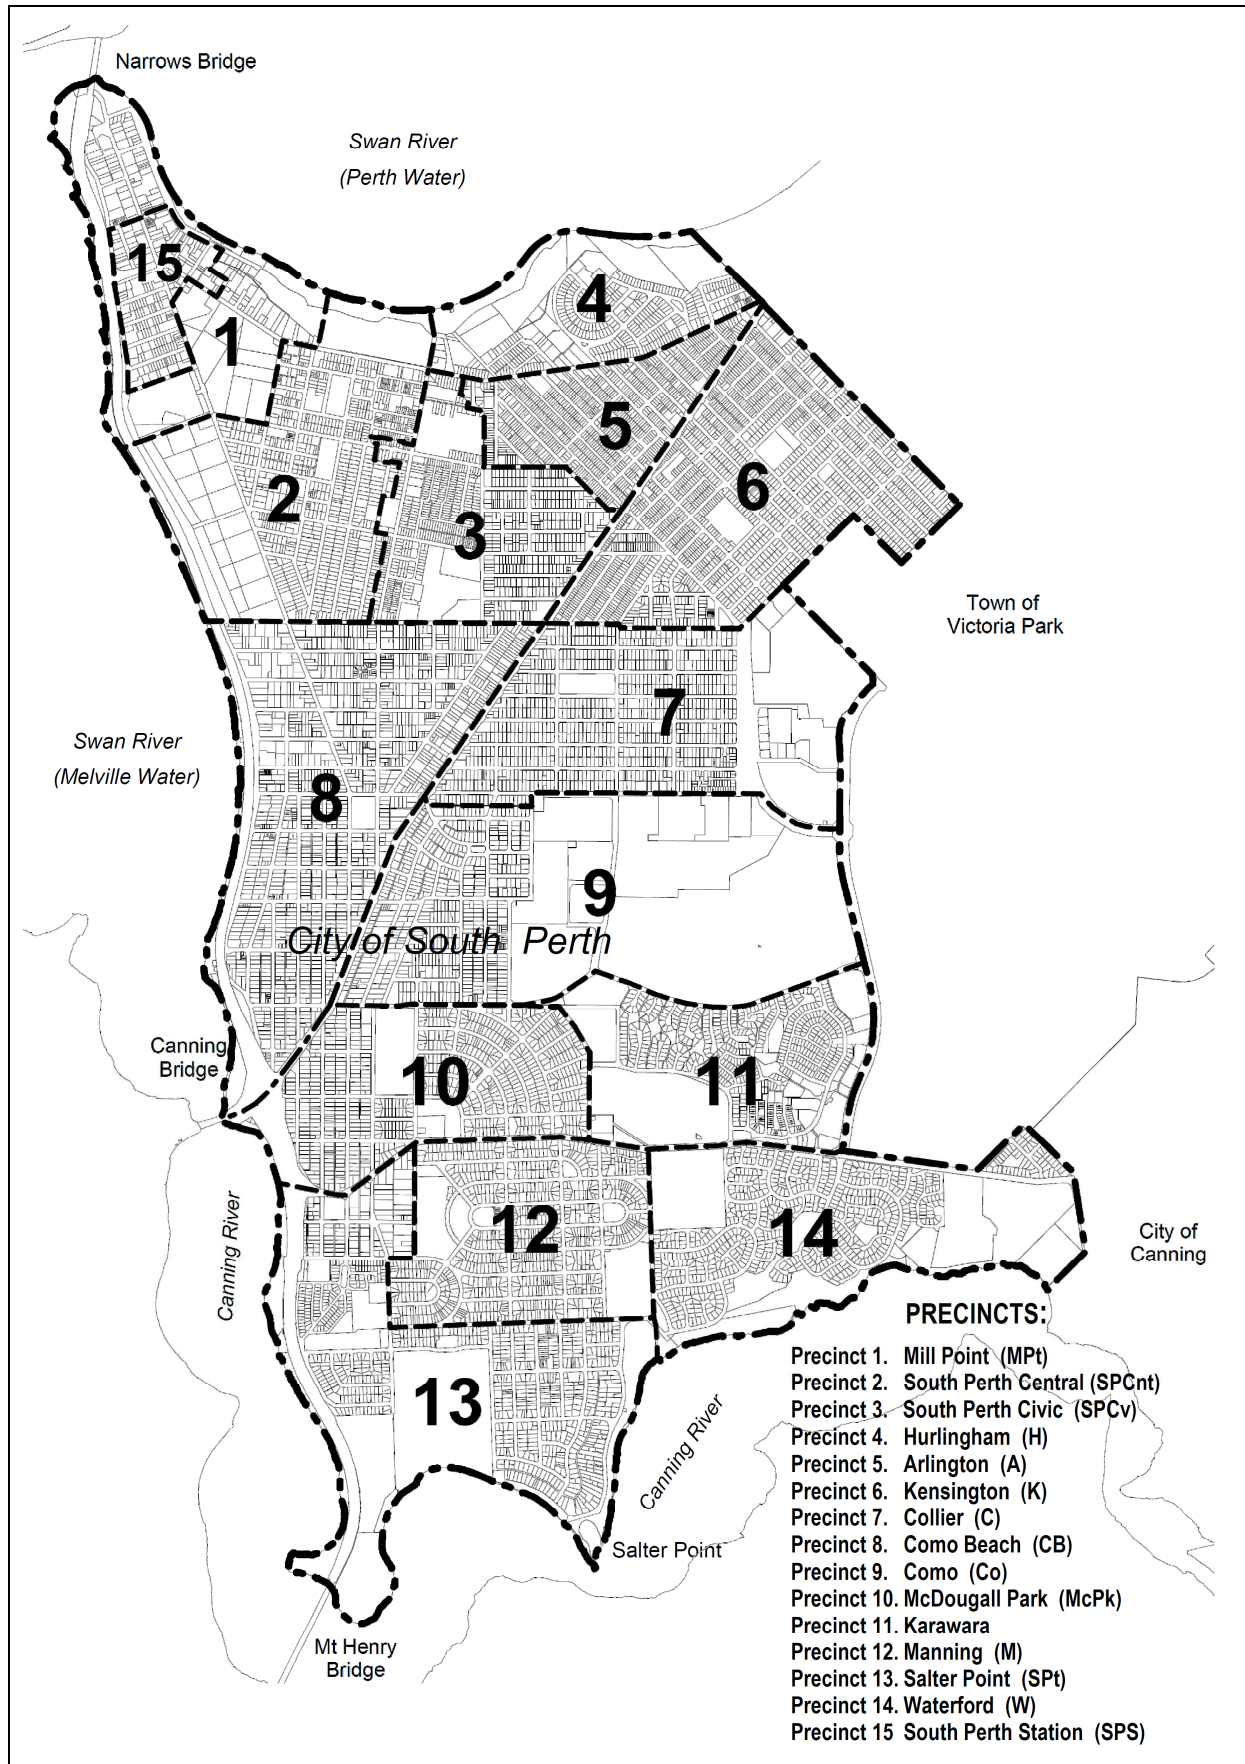 Narrows Bridge
Swan River
(Perth Water)
15
4
1
5
2
6
3
Town of
Victoria Park
7
Swan River
(Melville Water)
8
9
City of South Perth
Canning
Bridge
10
11
Canning River
12
14
City of
Canning
13
Canning River
Salter Point
Mt Henry
Bridge
PRECINCTS:
Precinct 1. Mill Point (MPt)
Precinct 2. South Perth Central (SPCnt)
Precinct 3. South Perth Civic (SPCv)
Precinct 4. Hurlingham (H)
Precinct 5. Arlington (A)
Precinct 6. Kensington (K)
Precinct 7. Collier (C)
Precinct 8. Como Beach (CB)
Precinct 9. Como (Co)
Precinct 10. McDougall Park (McPk)
Precinct 11. Karawara
Precinct 12. Manning (M)
Precinct 13. Salter Point (SPt)
Precinct 14. Waterford (W)
Precinct 15 South Perth Station (SPS)